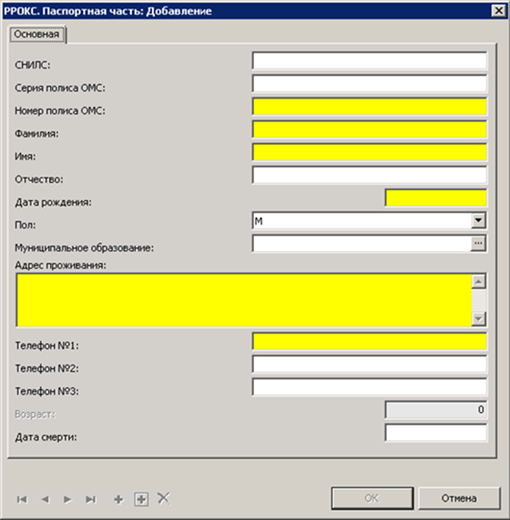 РРОКС. Паспортная часть: Добавление
Основная
СНИЛС:
Серия полиса ОМС:
Номер полиса ОМС:
Фамилия:
Имя:
Отчество:
Дата рождения:
Пол: М
Муниципальное образование: ...
Адрес проживания:
Телефон №1:
Телефон №2:
Телефон №3:
Возраст: 0
Дата смерти:
OK Отмена